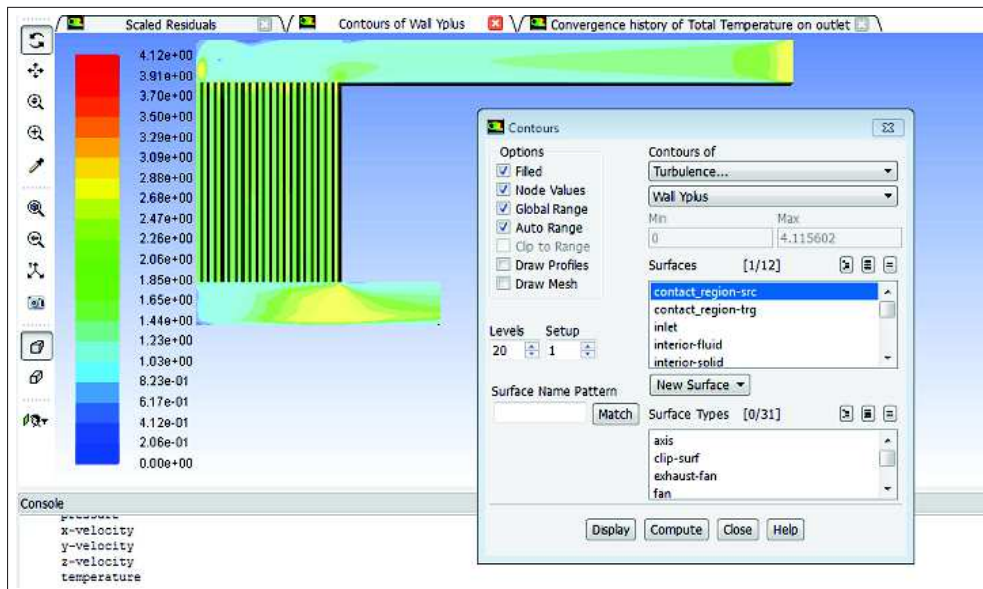 Scaled Residuals
Contours of Wall Yplus
Convergence history of Total Temperature on outlet
4.12e+00
3.91e+00
3.70e+00
3.50e+00
3.29e+00
3.09e+00
2.88e+00
2.68e+00
2.47e+00
2.26e+00
2.06e+00
1.85e+00
1.65e+00
1.44e+00
1.23e+00
1.03e+00
8.23e-01
6.17e-01
4.12e-01
2.06e-01
0.00e+00
Contours
Options
Filled
Node Values
Global Range
Auto Range
Clip to Range
Draw Profiles
Draw Mesh
Levels
Setup
20
1
Surface Name Pattern
Match
Contours of
Turbulence...
Wall Yplus
Min
Max
0
4.115602
Surfaces [1/12]
contact_region-src
contact_region-trg
inlet
interior-fluid
interior-solid
New Surface
Surface Types [0/31]
axis
clip-surf
exhaust-fan
fan
Display
Compute
Close
Help
Console
pressure
x-velocity
y-velocity
z-velocity
temperature